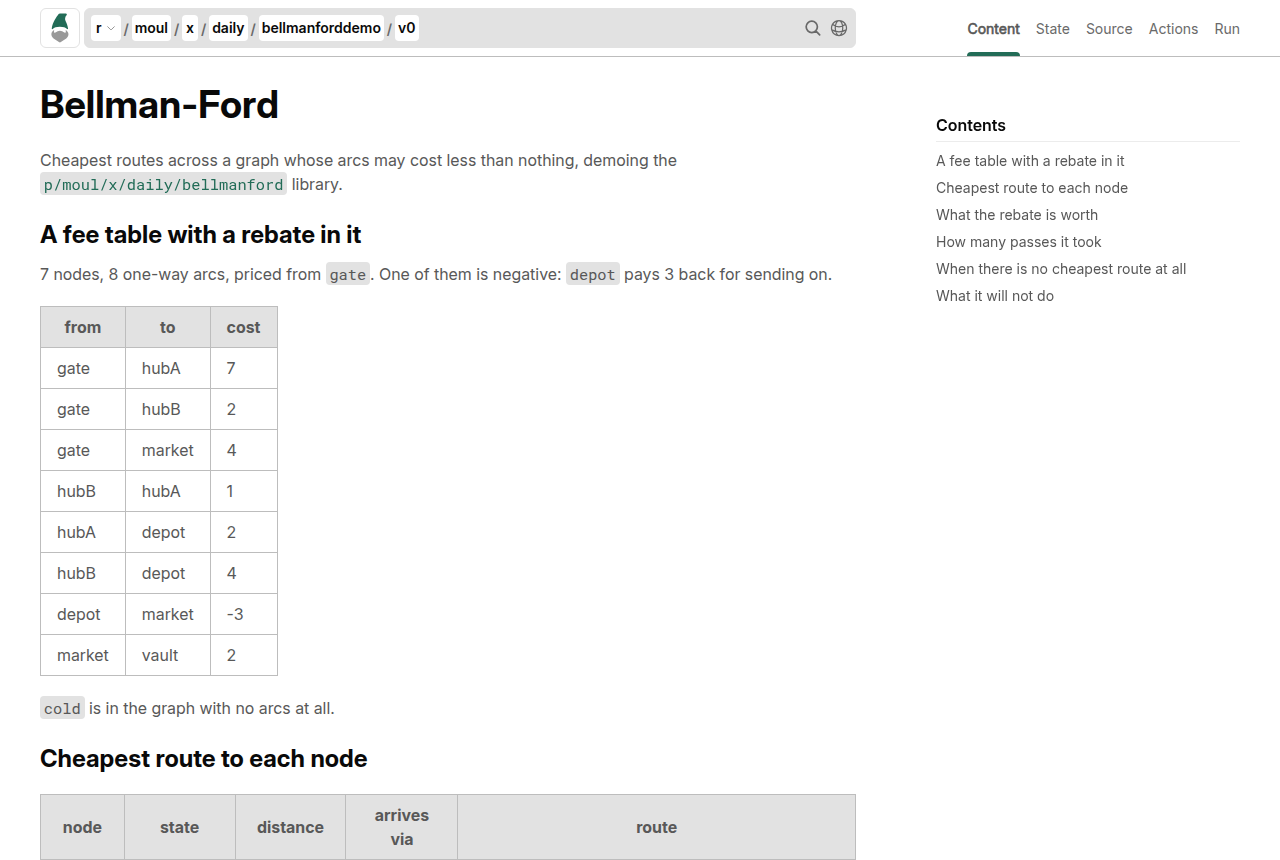 r / moul / x / daily / bellmanforddemo / v0
Content State Source Actions Run
Bellman-Ford
Cheapest routes across a graph whose arcs may cost less than nothing, demoing the
p/moul/x/daily/bellmanford library.
A fee table with a rebate in it
7 nodes, 8 one-way arcs, priced from gate. One of them is negative: depot pays 3 back for sending on.
from to cost
gate hubA 7
gate hubB 2
gate market 4
hubB hubA 1
hubA depot 2
hubB depot 4
depot market -3
market vault 2
cold is in the graph with no arcs at all.
Cheapest route to each node
node state distance arrives via route
Contents
A fee table with a rebate in it
Cheapest route to each node
What the rebate is worth
How many passes it took
When there is no cheapest route at all
What it will not do